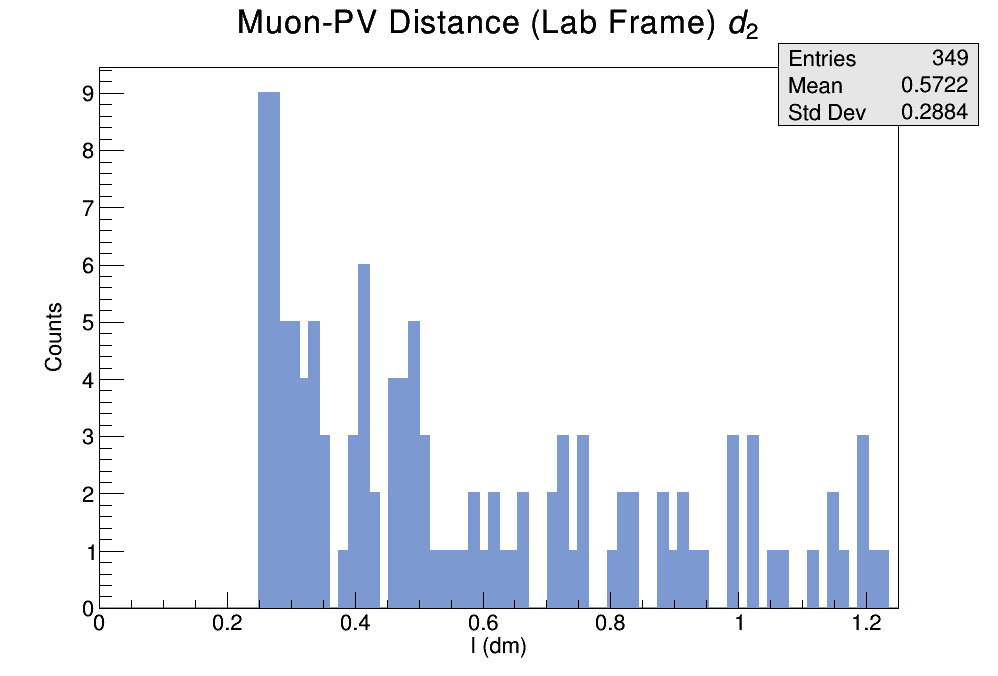 Muon-PV Distance (Lab Frame) d2
Entries 349
Mean 0.5722
Std Dev 0.2884
9
8
7
6
5
4
3
2
1
0
Counts
0 0.2 0.4 0.6 0.8 1 1.2
l (dm)